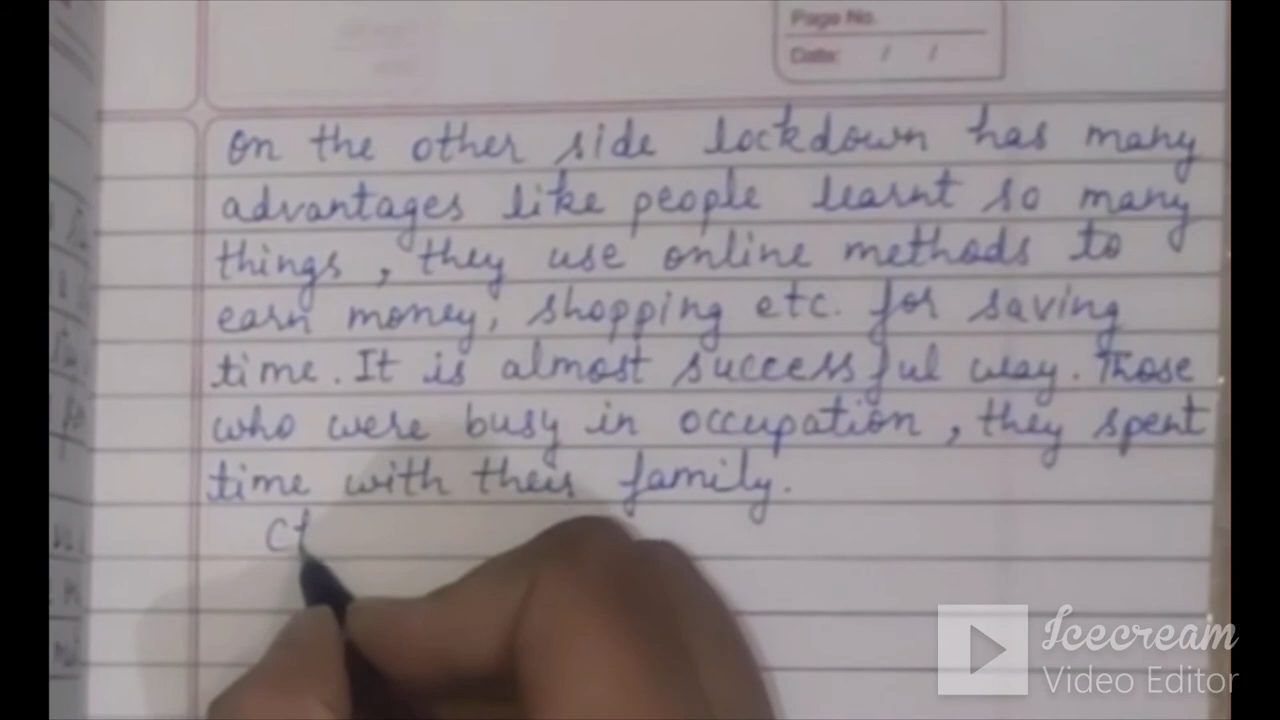 Page No.
Date: / /
on the other side lockdown has many
advantages like people learnt so many
things, they use online methods to
earn money, shopping etc. for saving
time. It is almost successful way. Those
who were busy in occupation, they spent
time with their family.
Icecream
Video Editor